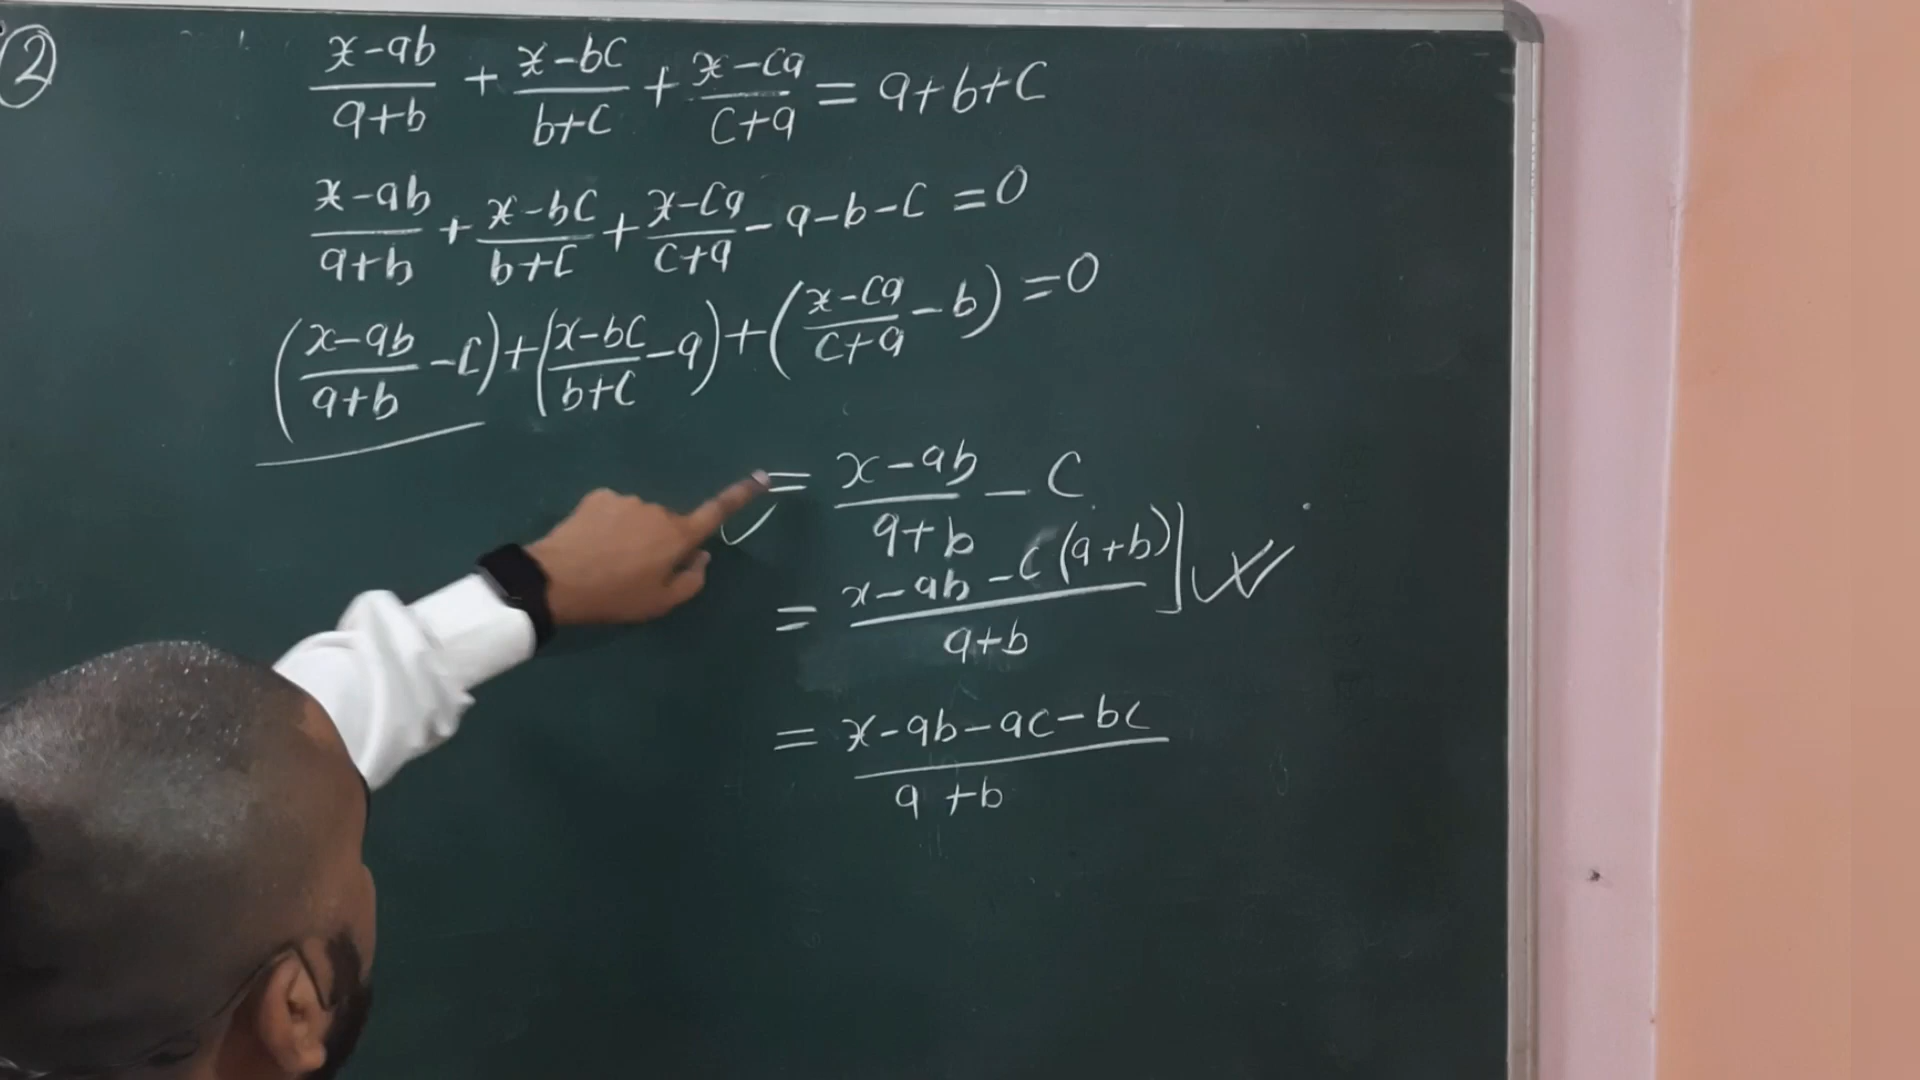 ②
(x-ab)/(a+b) + (x-bc)/(b+c) + (x-ca)/(c+a) = a+b+c
(x-ab)/(a+b) + (x-bc)/(b+c) + (x-ca)/(c+a) - a-b-c = 0
((x-ab)/(a+b) - c) + ((x-bc)/(b+c) - a) + ((x-ca)/(c+a) - b) = 0
= (x-ab)/(a+b) - c
= (x-ab-c(a+b))/(a+b)]
= (x-ab-ac-bc)/(a+b)